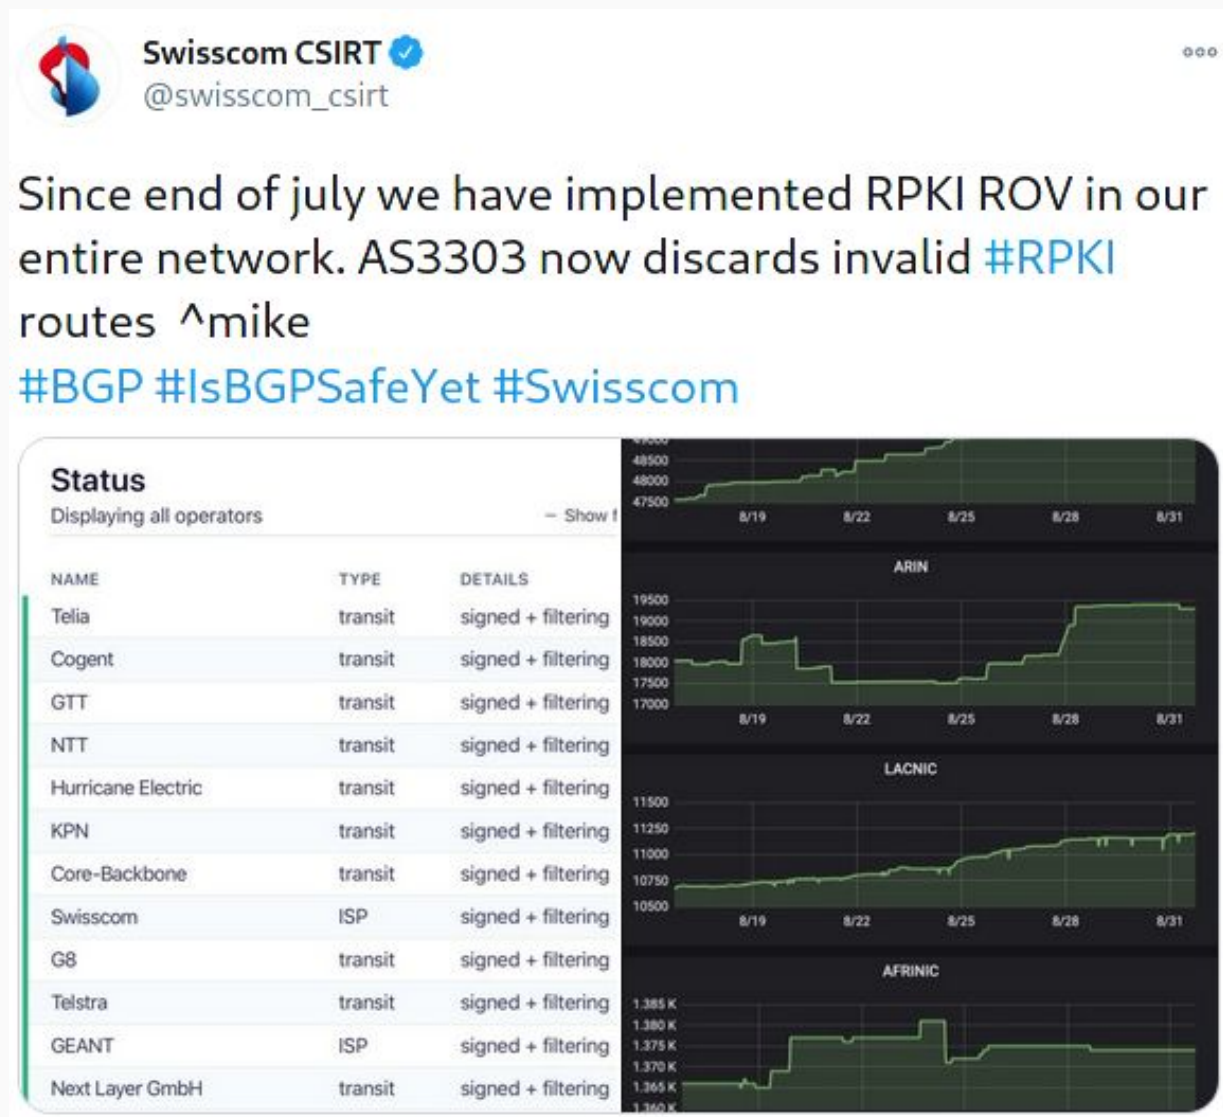 Swisscom CSIRT
@swisscom_csirt
Since end of july we have implemented RPKI ROV in our
entire network. AS3303 now discards invalid #RPKI
routes ^mike
#BGP #IsBGPSafeYet #Swisscom
Status
Displaying all operators
– Show f
NAME TYPE DETAILS
Telia transit signed + filtering
Cogent transit signed + filtering
GTT transit signed + filtering
NTT transit signed + filtering
Hurricane Electric transit signed + filtering
KPN transit signed + filtering
Core-Backbone transit signed + filtering
Swisscom ISP signed + filtering
G8 transit signed + filtering
Telstra transit signed + filtering
GEANT ISP signed + filtering
Next Layer GmbH transit signed + filtering
49000
48500
48000
47500
8/19 8/22 8/25 8/28 8/31
ARIN
19500
19000
18500
18000
17500
17000
8/19 8/22 8/25 8/28 8/31
LACNIC
11500
11250
11000
10750
10500
8/19 8/22 8/25 8/28 8/31
AFRINIC
1.385 K
1.380 K
1.375 K
1.370 K
1.365 K
1.360 K